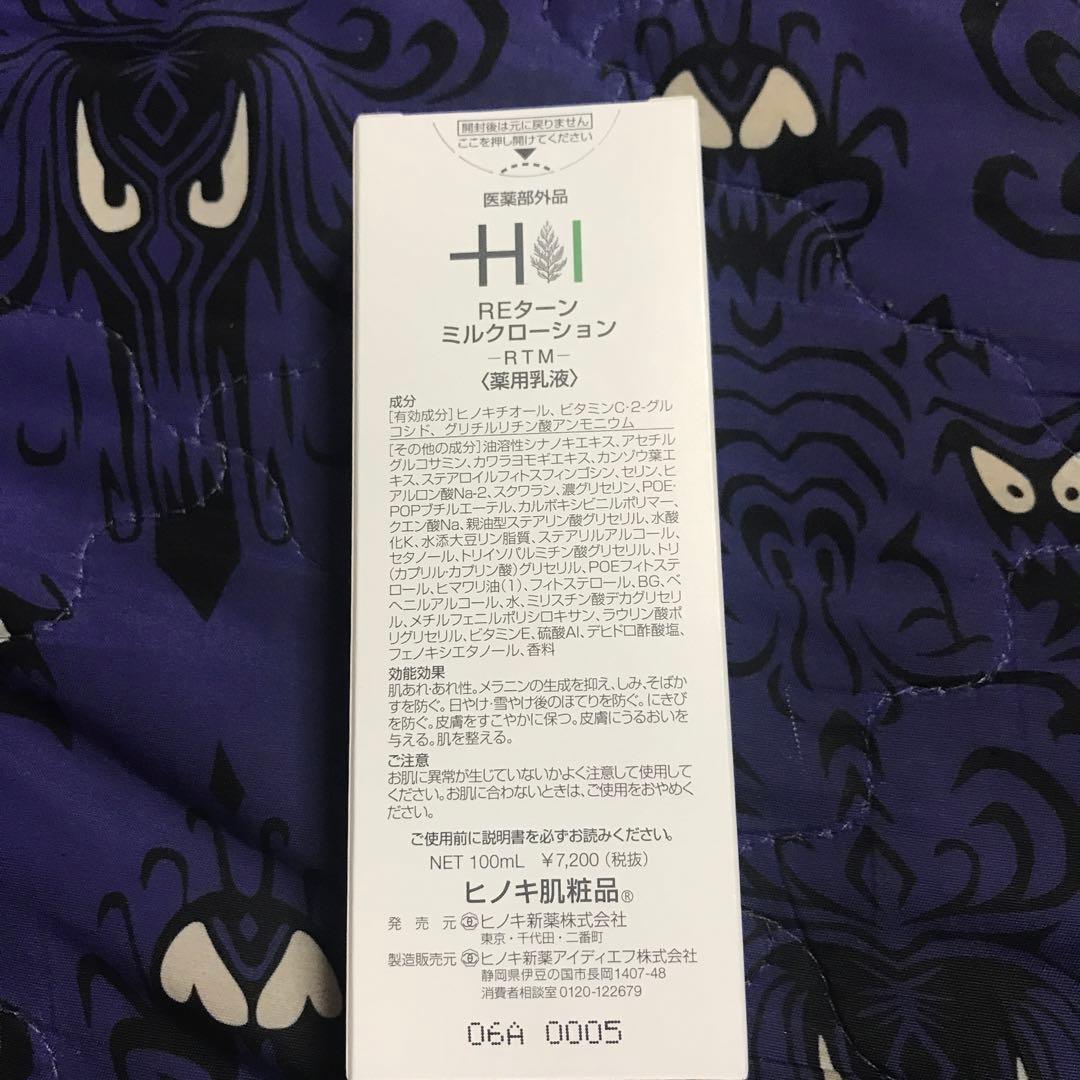 開封後は元に戻りません
ここを押し開けてください
医薬部外品
HI
REターン
ミルクローション
—RTM—
〈薬用乳液〉
成分
[有効成分]ヒノキチオール、ビタミンC・2-グル
コシド、グリチルリチン酸アンモニウム
[その他の成分]油溶性シナノキエキス、アセチル
グルコサミン、カワラヨモギエキス、カンゾウ葉エ
キス、ステアロイルフィトスフィンゴシン、セリン、ヒ
アルロン酸Na-2、スクワラン、濃グリセリン、POE・
POPブチルエーテル、カルボキシビニルポリマー、
クエン酸Na、親油型ステアリン酸グリセリル、水酸
化K、水添大豆リン脂質、ステアリルアルコール、
セタノール、トリイソパルミチン酸グリセリル、トリ
(カプリル・カプリン酸)グリセリル、POEフィトステ
ロール、ヒマワリ油(1)、フィトステロール、BG、ベ
ヘニルアルコール、水、ミリスチン酸デカグリセリ
ル、メチルフェニルポリシロキサン、ラウリン酸ポ
リグリセリル、ビタミンE、硫酸Al、デヒドロ酢酸塩、
フェノキシエタノール、香料
効能効果
肌あれ・あれ性。メラニンの生成を抑え、しみ、そばか
すを防ぐ。日やけ・雪やけ後のほてりを防ぐ。にきび
を防ぐ。皮膚をすこやかに保つ。皮膚にうるおいを
与える。肌を整える。
ご注意
お肌に異常が生じていないかよく注意して使用して
ください。お肌に合わないときは、ご使用をおやめく
ださい。
ご使用前に説明書を必ずお読みください。
NET 100mL ¥7,200(税抜)
ヒノキ肌粧品®
発売元 ヒノキ新薬株式会社
東京・千代田・二番町
製造販売元 ヒノキ新薬アイディエフ株式会社
静岡県伊豆の国市長岡1407-48
消費者相談室 0120-122679
06A 0005